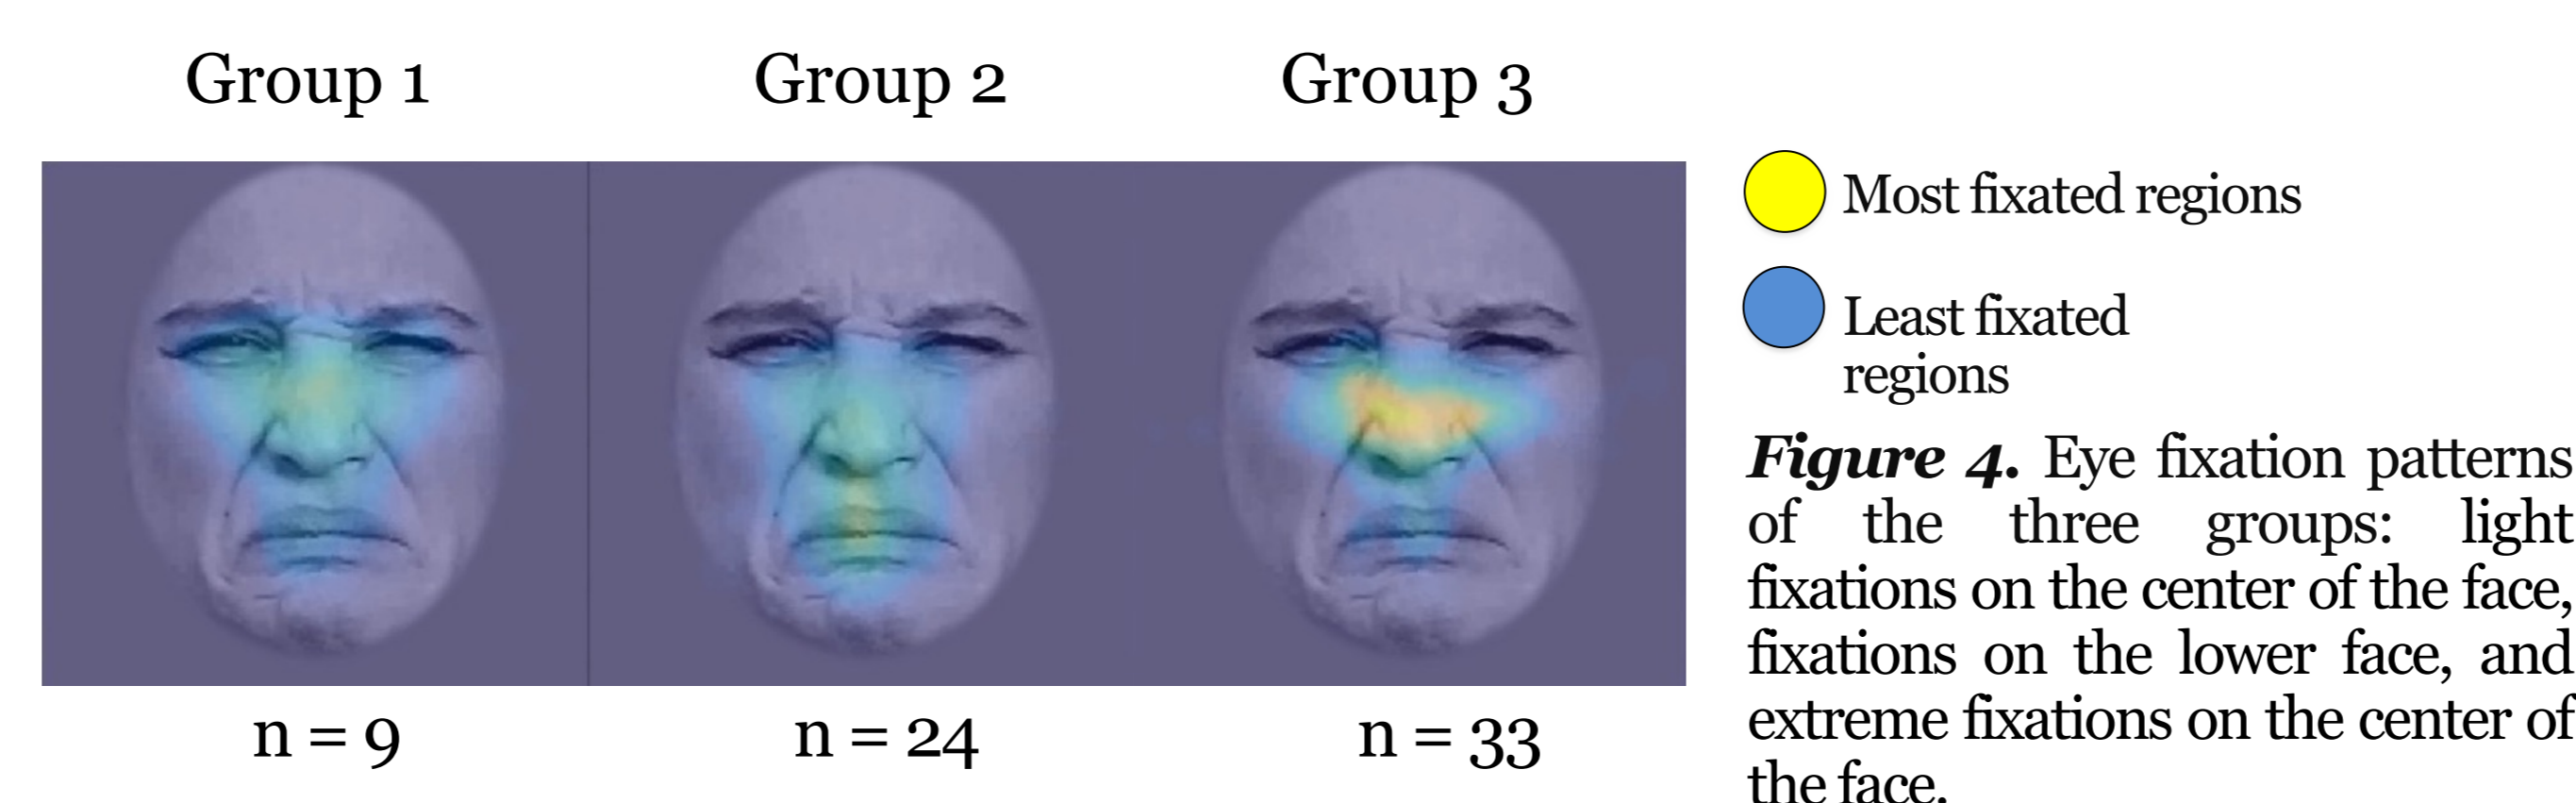 Group 1
Group 2
Group 3
Most fixated regions
Least fixated
regions
Figure 4. Eye fixation patterns
of the three groups: light
fixations on the center of the face,
fixations on the lower face, and
extreme fixations on the center of
the face.
n = 9
n = 24
n = 33